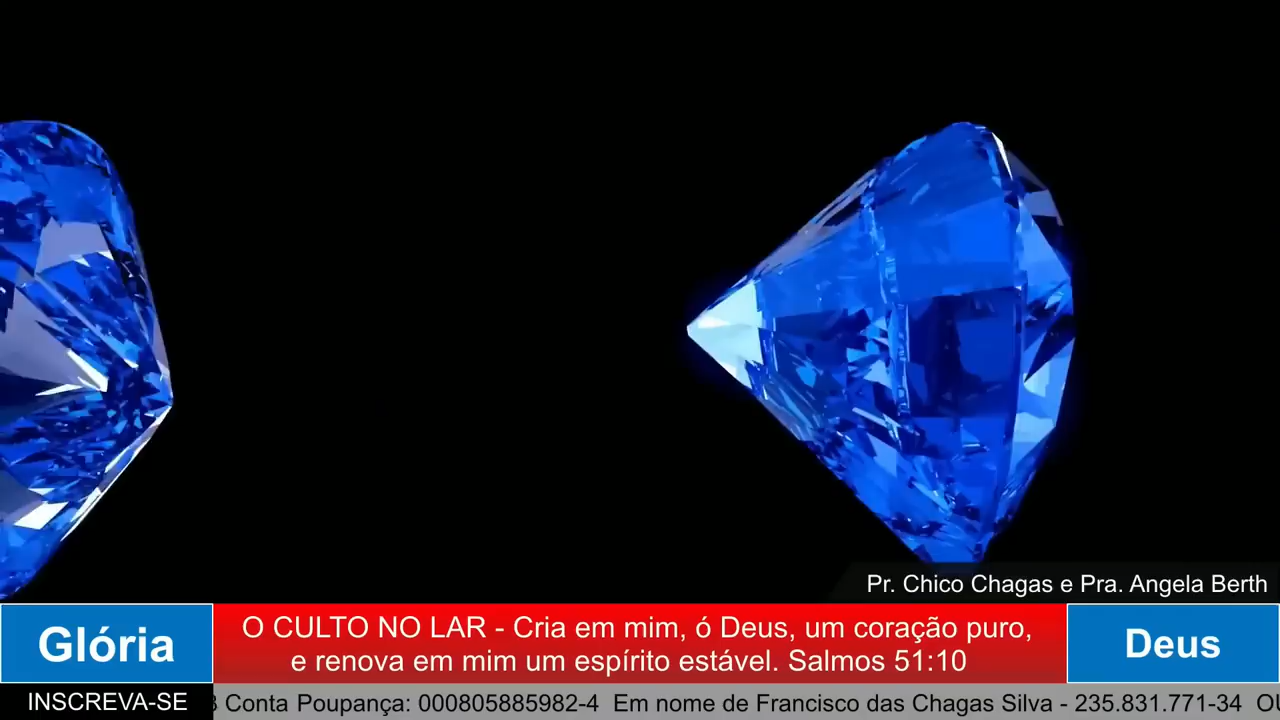 Pr. Chico Chagas e Pra. Angela Berth
Glória
O CULTO NO LAR - Cria em mim, ó Deus, um coração puro,
e renova em mim um espírito estável. Salmos 51:10
Deus
INSCREVA-SE
Conta Poupança: 000805885982-4 Em nome de Francisco das Chagas Silva - 235.831.771-34